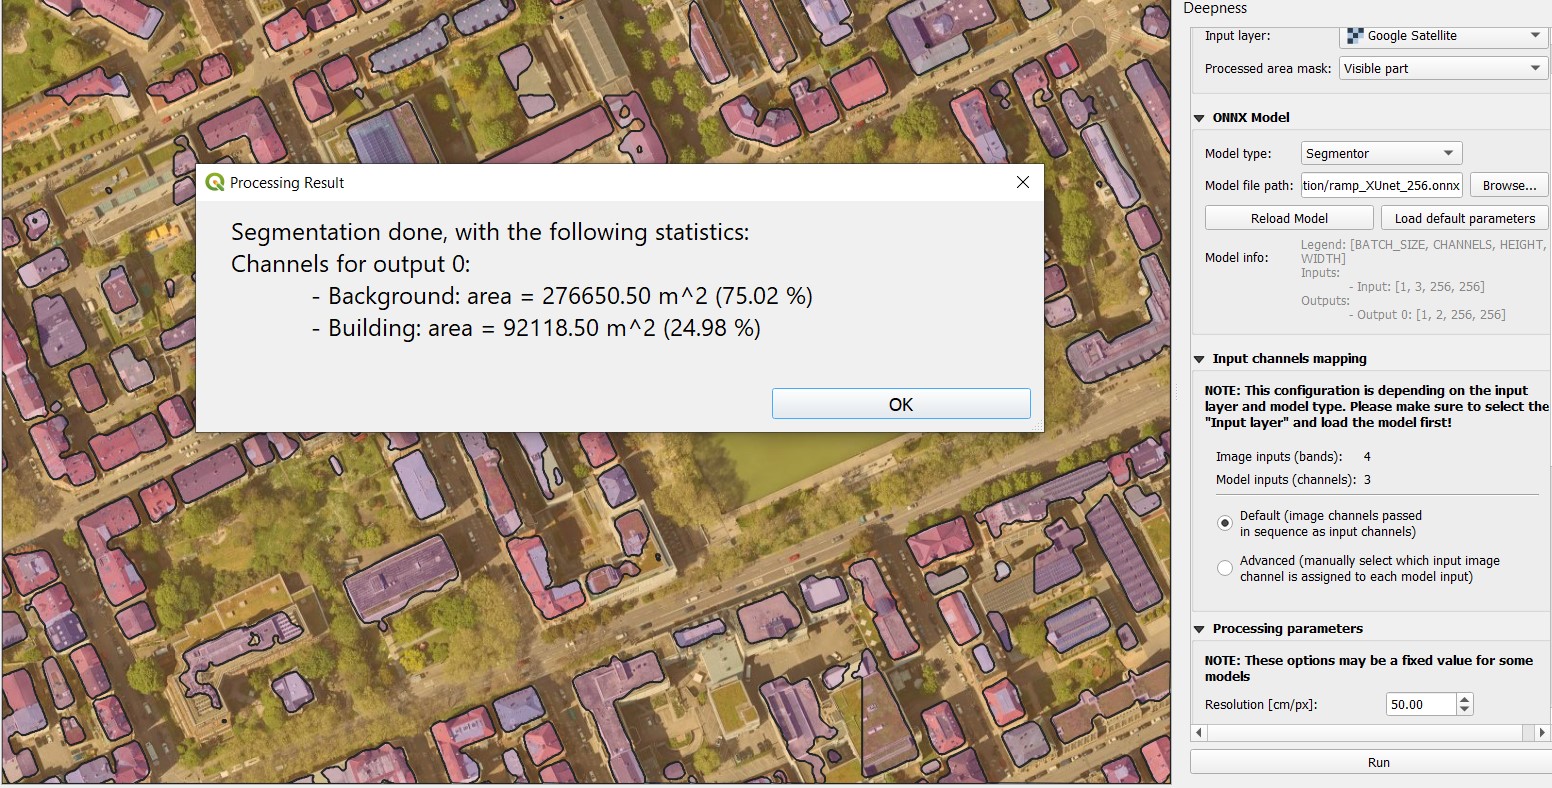 Deepness
Input layer: Google Satellite
Processed area mask: Visible part
ONNX Model
Model type: Segmentor
Model file path: tion/ramp_XUnet_256.onnx Browse...
Reload Model Load default parameters
Model info: Legend: [BATCH_SIZE, CHANNELS, HEIGHT,
WIDTH]
Inputs:
- Input: [1, 3, 256, 256]
Outputs:
- Output 0: [1, 2, 256, 256]
Input channels mapping
NOTE: This configuration is depending on the input
layer and model type. Please make sure to select the
"Input layer" and load the model first!
Image inputs (bands): 4
Model inputs (channels): 3
Default (image channels passed
in sequence as input channels)
Advanced (manually select which input image
channel is assigned to each model input)
Processing parameters
NOTE: These options may be a fixed value for some
models
Resolution [cm/px]: 50.00
Run
Processing Result
Segmentation done, with the following statistics:
Channels for output 0:
- Background: area = 276650.50 m^2 (75.02 %)
- Building: area = 92118.50 m^2 (24.98 %)
OK